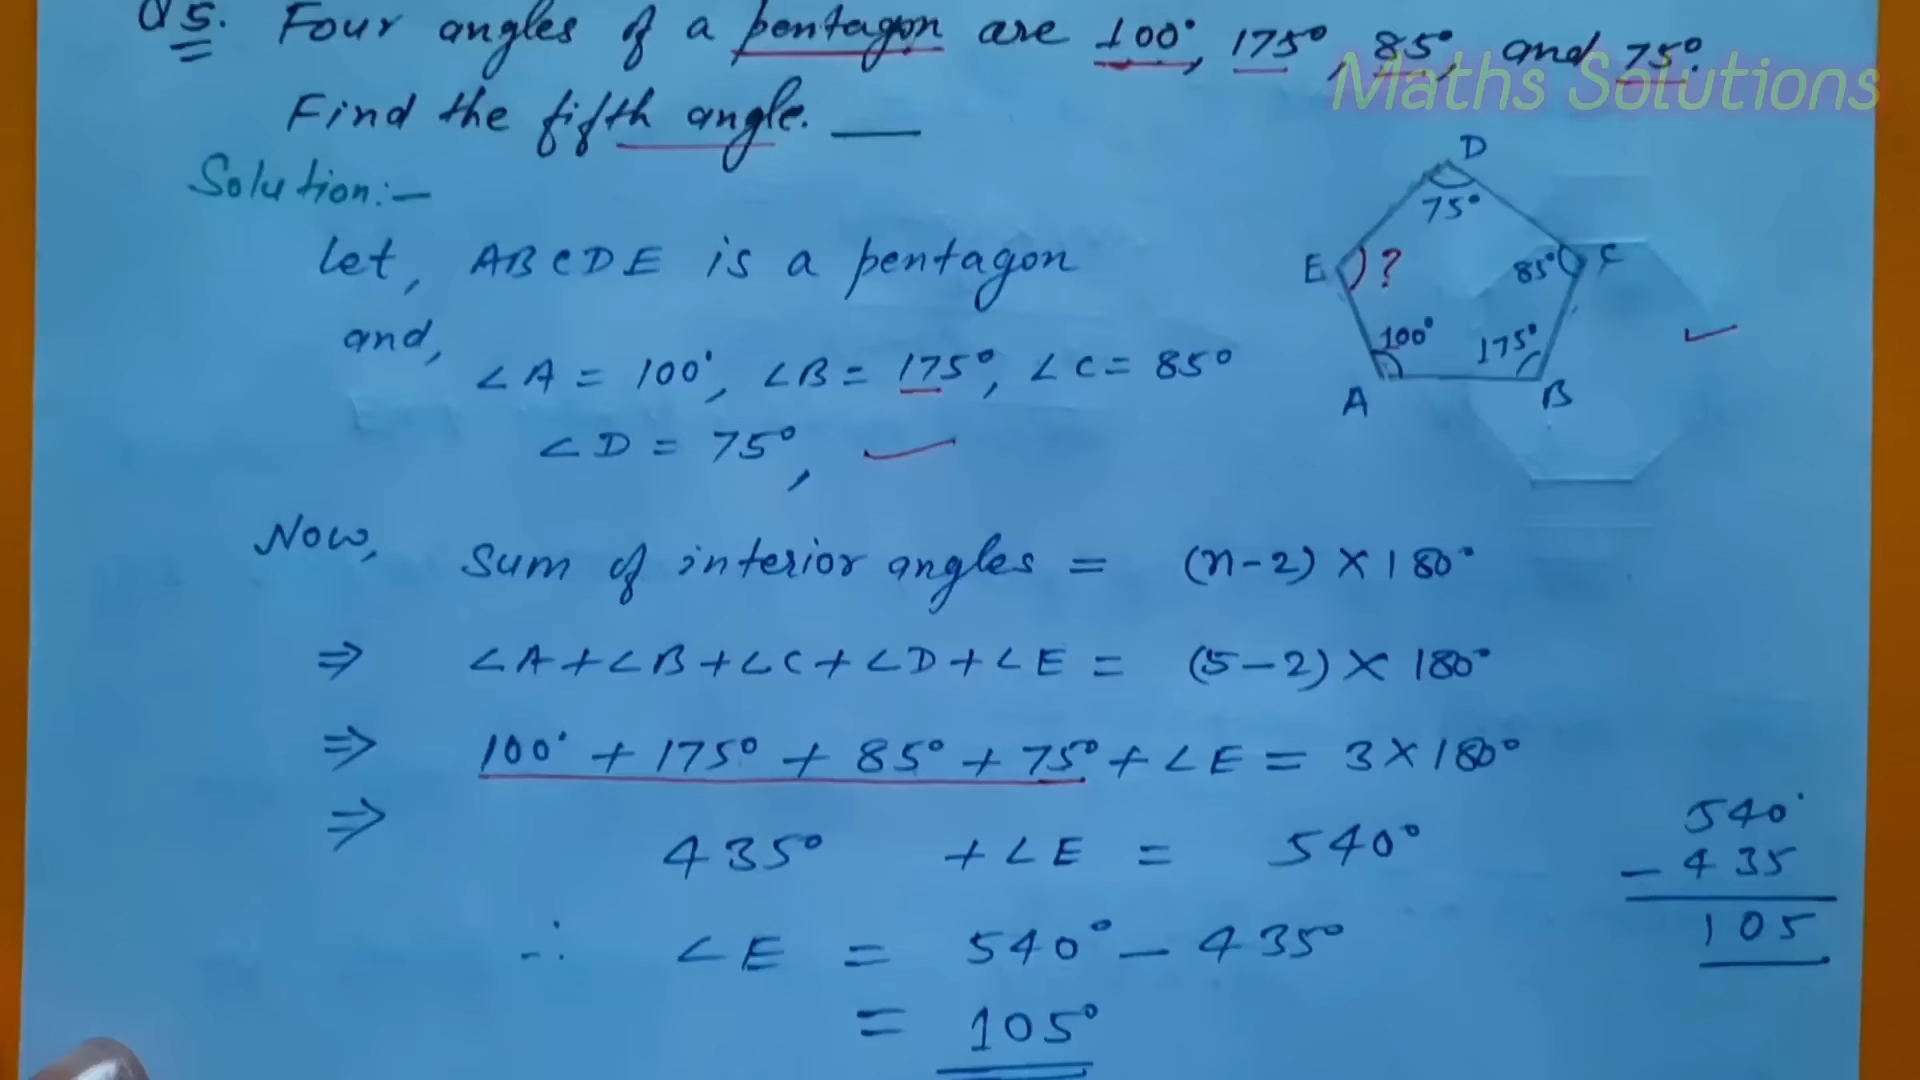 Q5. Four angles of a pentagon are 100°, 175°, 85°, and 75°.
Find the fifth angle.
Maths Solutions
Solution:-
Let, ABCDE is a pentagon
and,
∠A = 100°, ∠B = 175°, ∠C = 85°
∠D = 75°,
D
75°
E ? 85° C
100° 175°
A B
Now, Sum of interior angles = (n-2) × 180°
⇒ ∠A+∠B+∠C+∠D+∠E = (5-2) × 180°
⇒ 100° + 175° + 85° + 75° + ∠E = 3×180°
⇒ 435° + ∠E = 540°
∴ ∠E = 540° - 435°
= 105°
540°
- 435
105